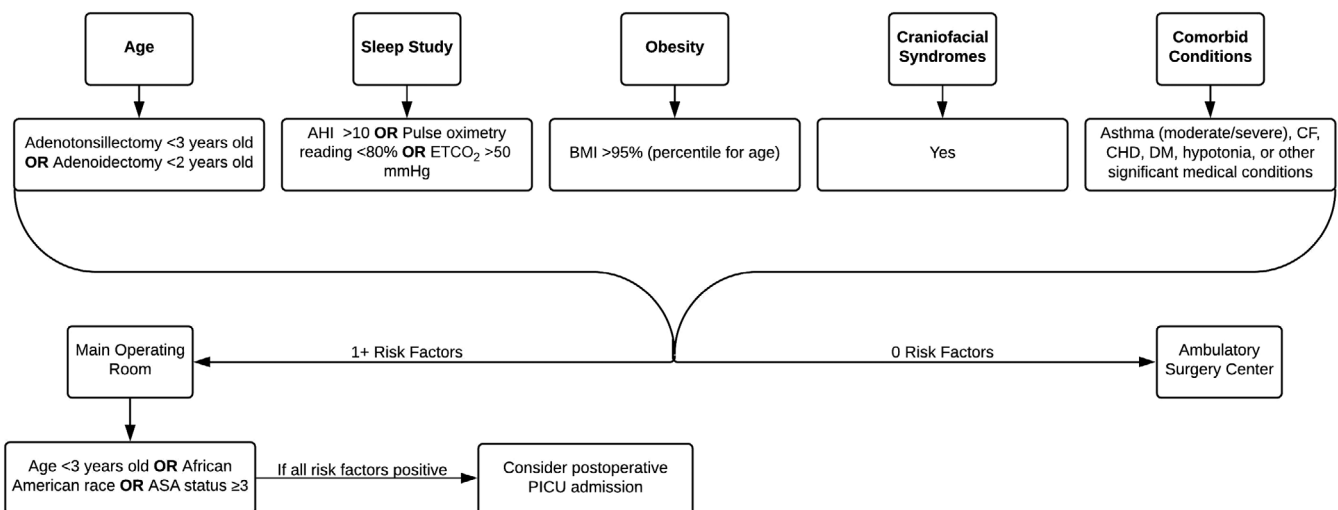 Age
Sleep Study
Obesity
Craniofacial
Syndromes
Comorbid
Conditions
Adenotonsillectomy <3 years old
OR Adenoidectomy <2 years old
AHI >10 OR Pulse oximetry
reading <80% OR ETCO₂ >50
mmHg
BMI >95% (percentile for age)
Yes
Asthma (moderate/severe), CF,
CHD, DM, hypotonia, or other
significant medical conditions
Main Operating
Room
1+ Risk Factors
0 Risk Factors
Ambulatory
Surgery Center
Age <3 years old OR African
American race OR ASA status ≥3
If all risk factors positive
Consider postoperative
PICU admission